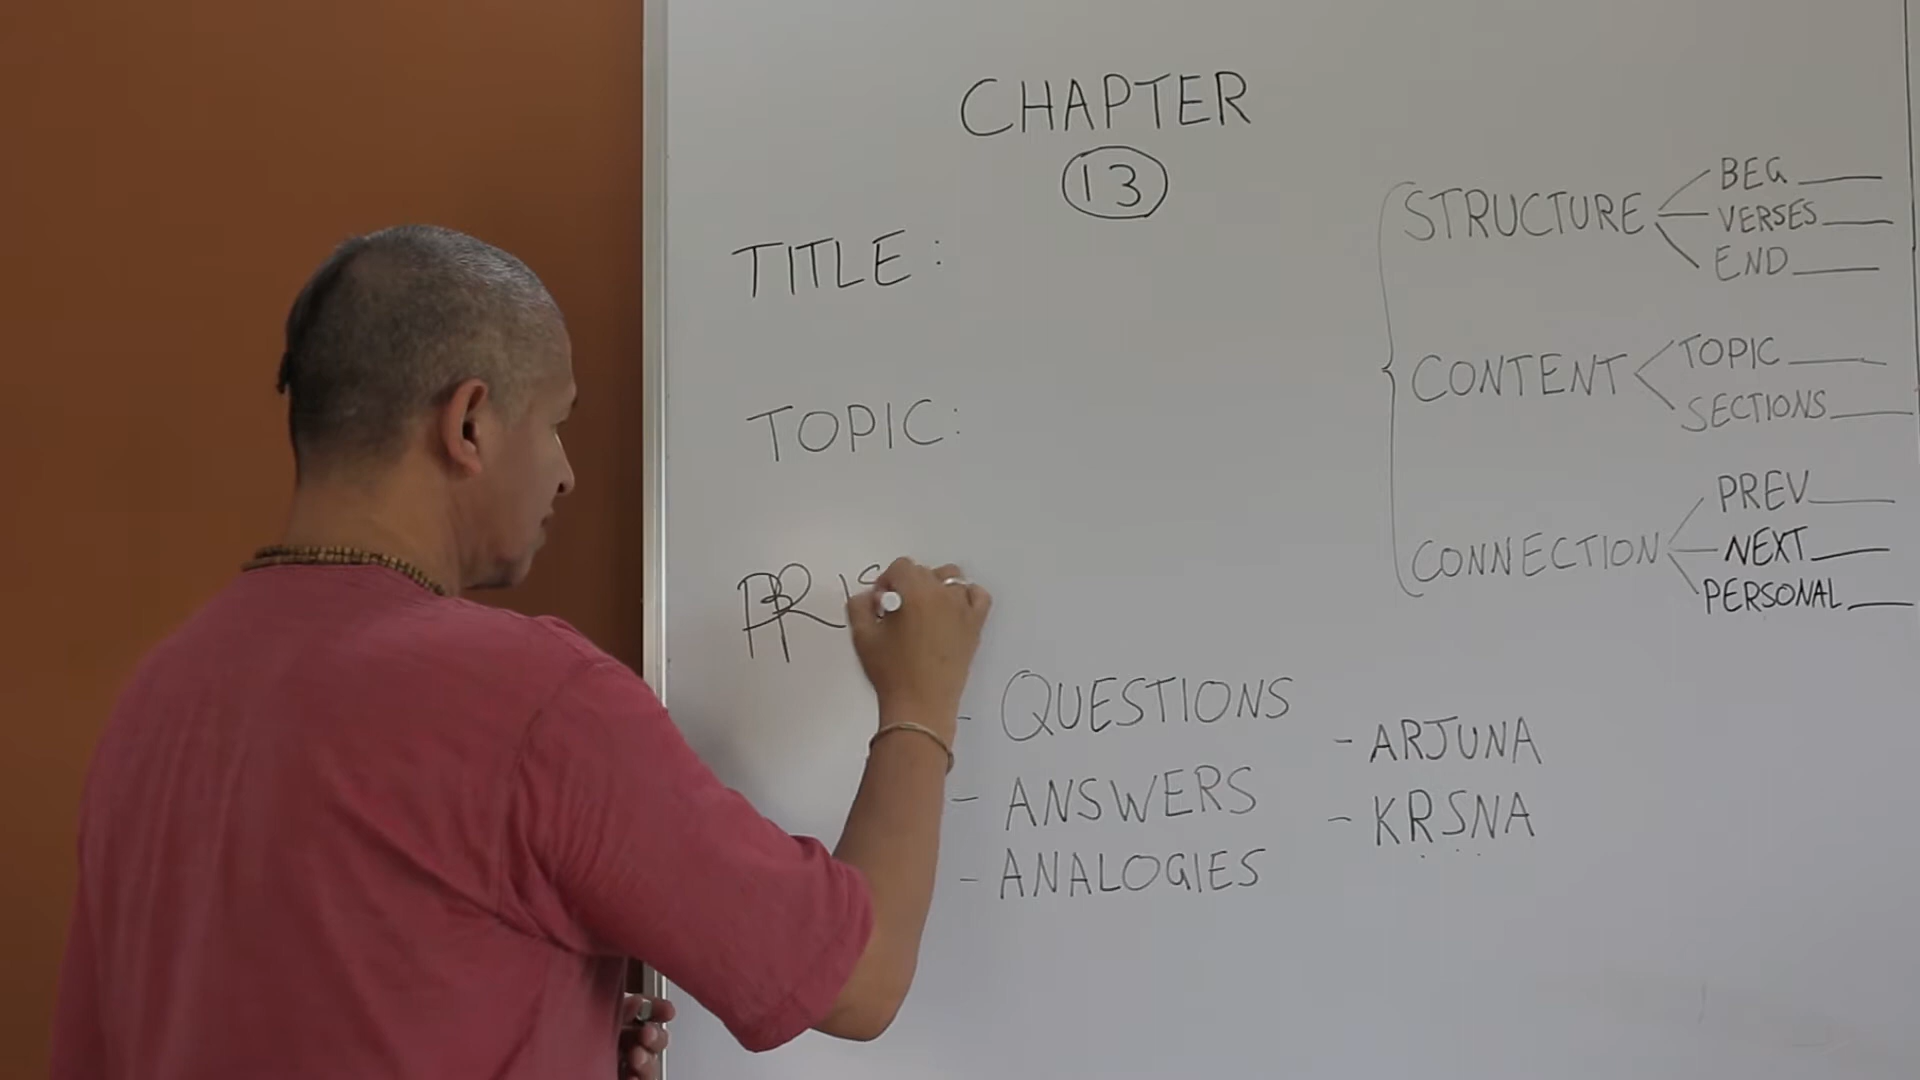 CHAPTER
13
TITLE:
TOPIC:
- QUESTIONS
- ANSWERS
- ANALOGIES
- ARJUNA
- KRSNA
STRUCTURE
BEG
VERSES
END
CONTENT
TOPIC
SECTIONS
CONNECTION
PREV
NEXT
PERSONAL